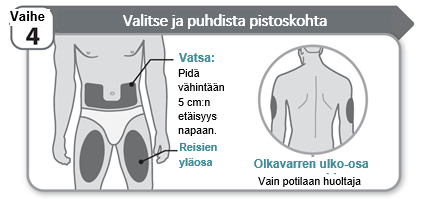 Vaihe
4
Valitse ja puhdista pistoskohta
Vatsa:
Pidä
vähintään
5 cm:n
etäisyys
napaan.
Reisien
yläosa
Olkavarren ulko-osa
Vain potilaan huoltaja